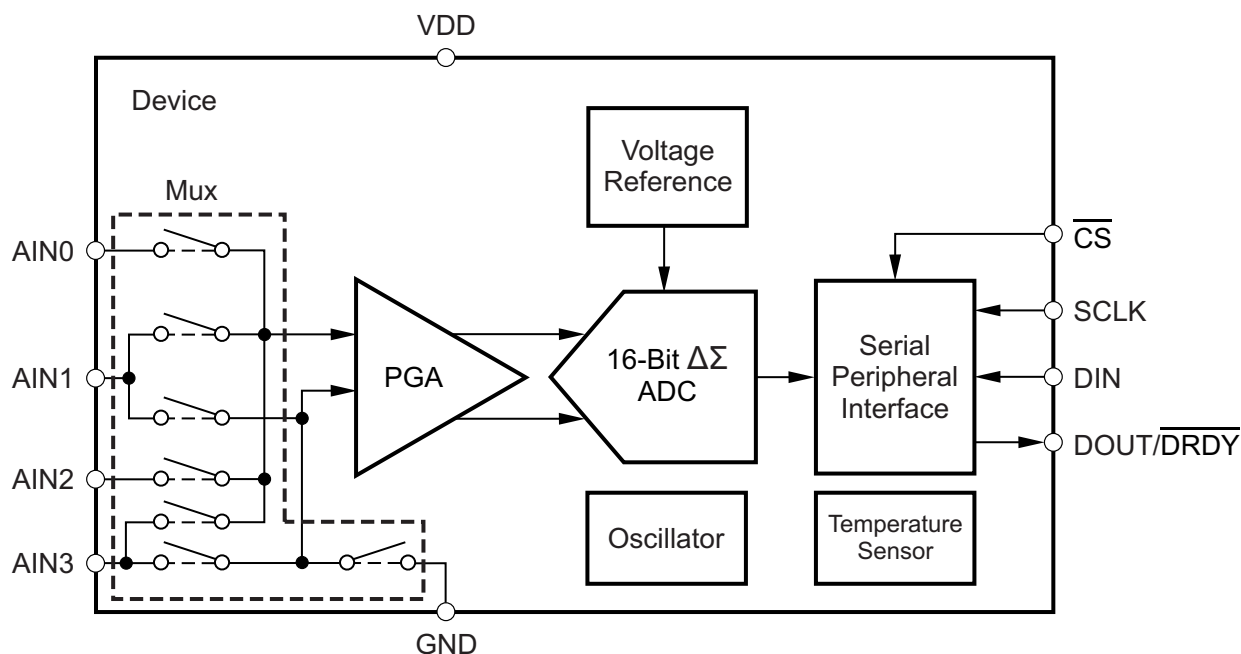 VDD
Device
Voltage
Reference
Mux
AIN0
CS
SCLK
AIN1
PGA
16-Bit ΔΣ
ADC
Serial
Peripheral
Interface
DIN
DOUT/DRDY
AIN2
AIN3
Oscillator
Temperature
Sensor
GND